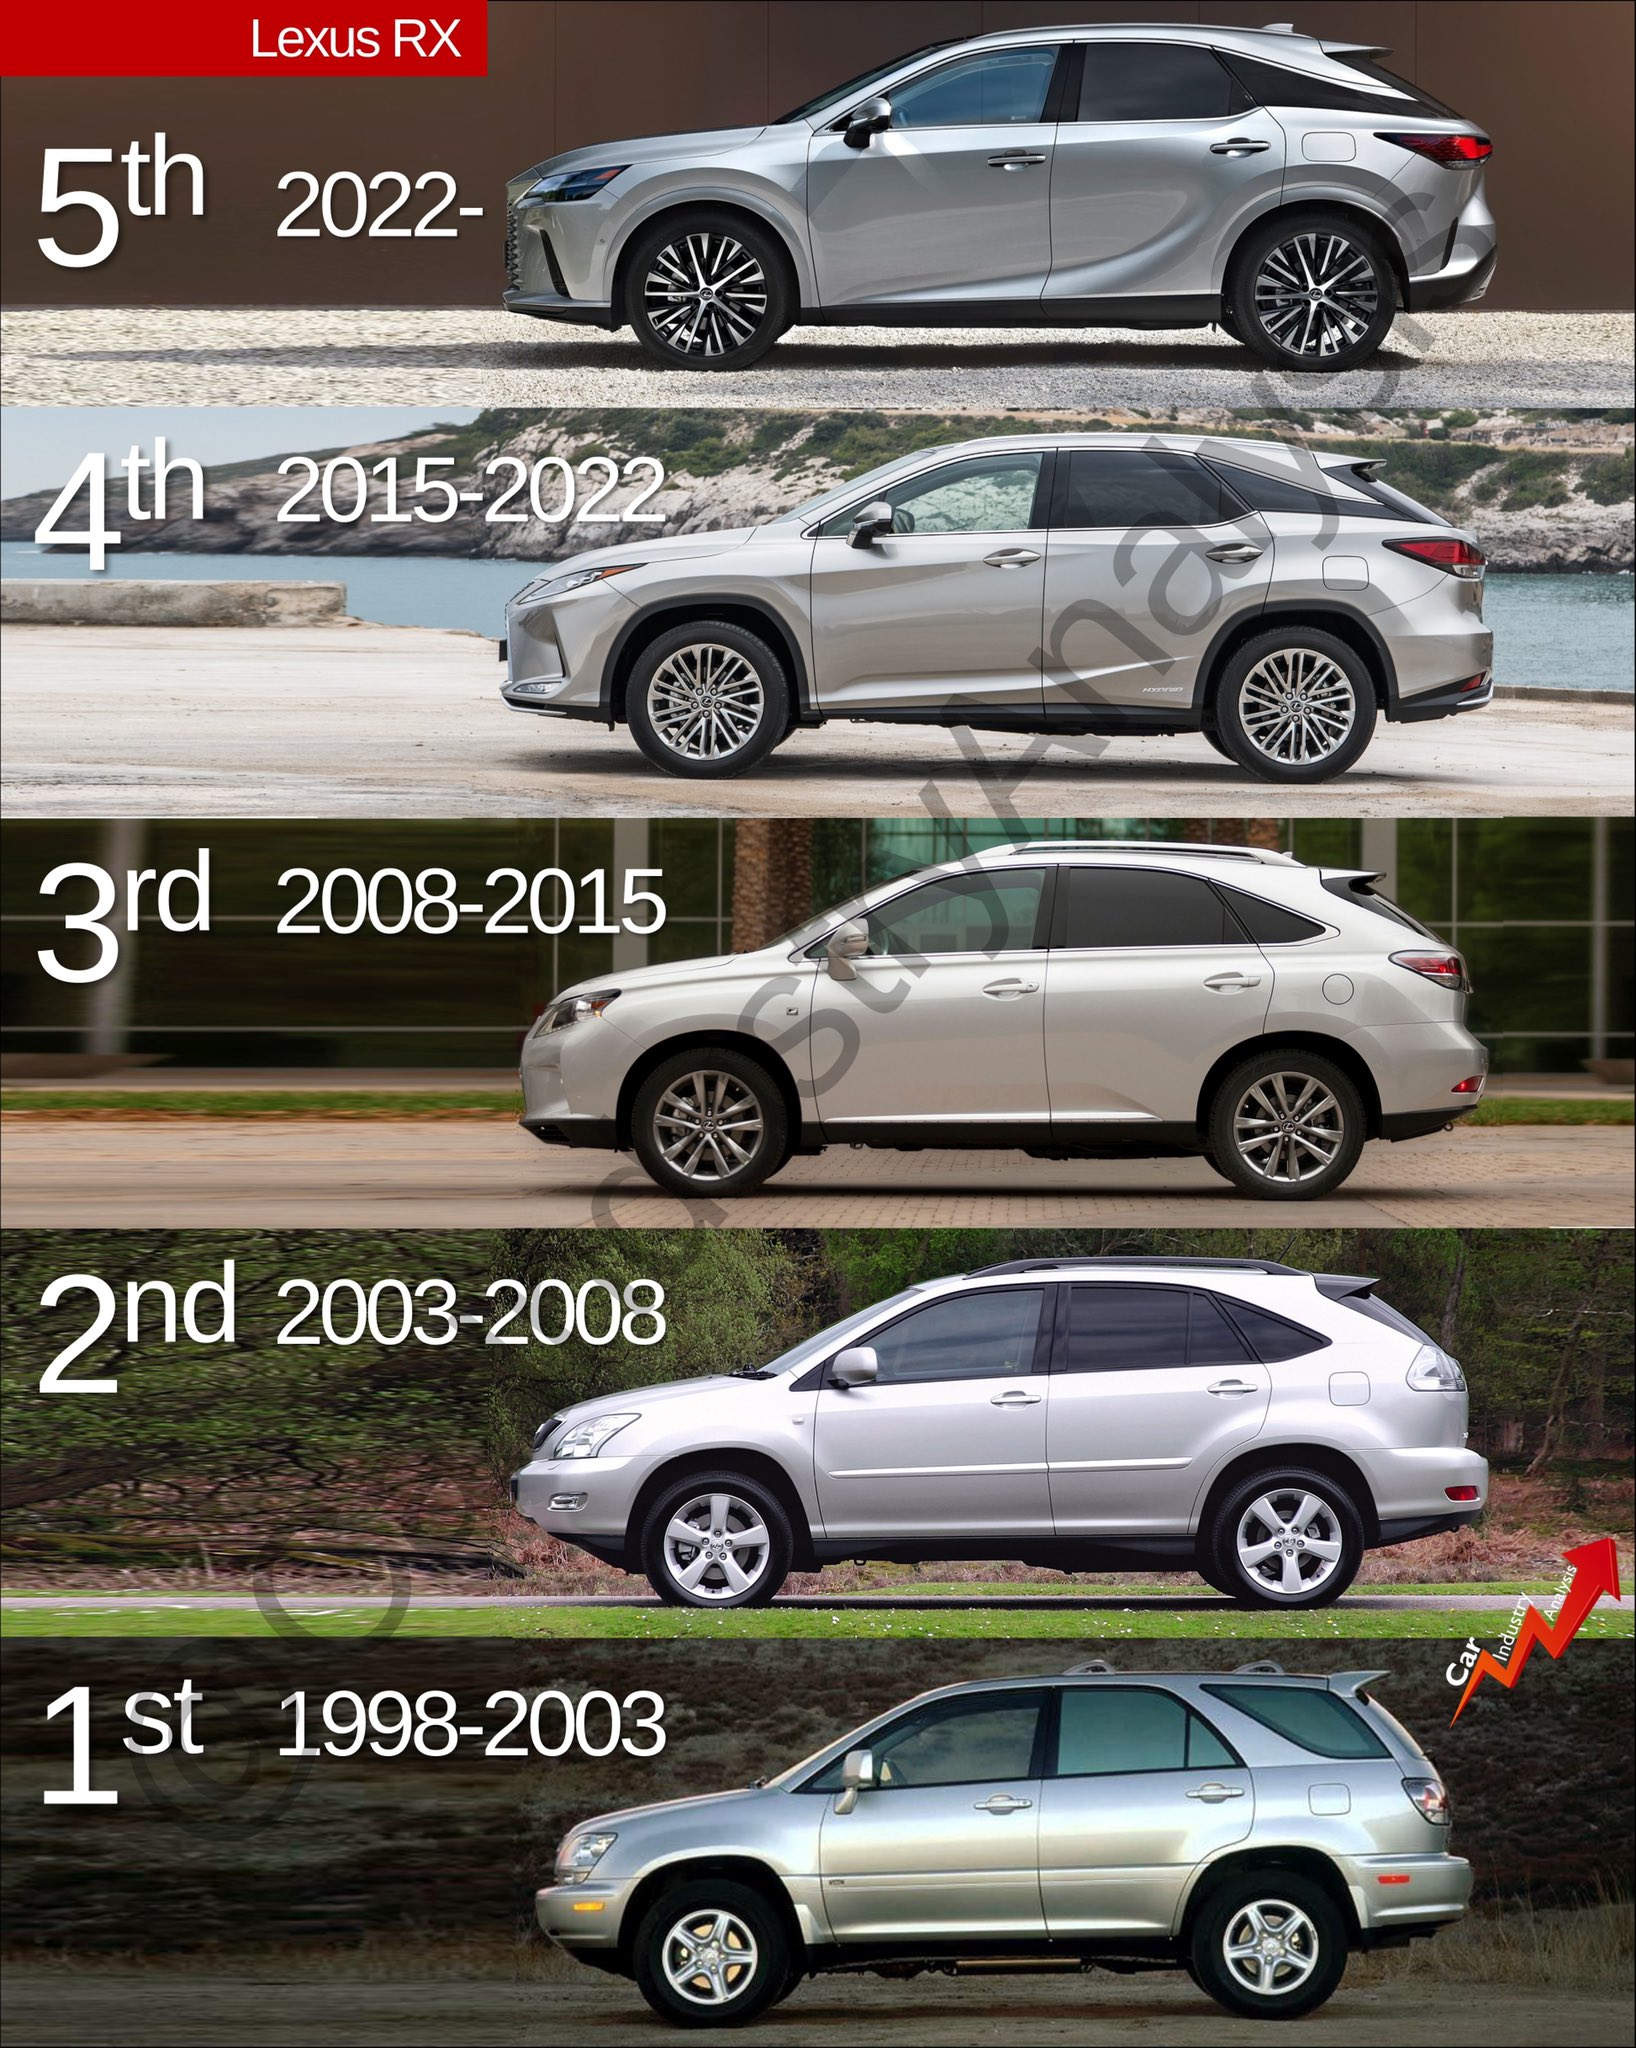 Lexus RX
5th 2022-
4th 2015-2022
HYBRID
3rd 2008-2015
2nd 2003-2008
1st 1998-2003
Car
Industry
Analysis